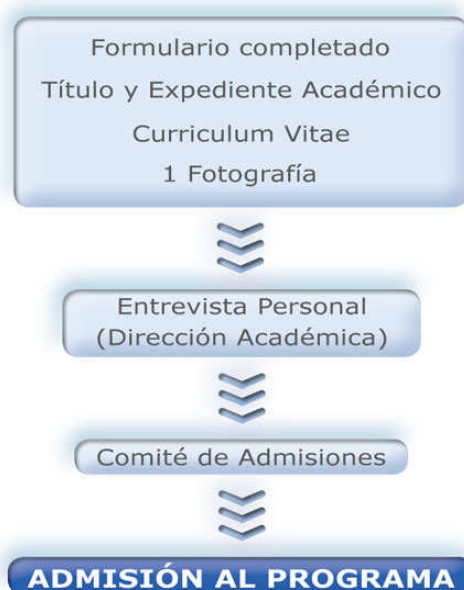 Formulario completado
Título y Expediente Académico
Curriculum Vitae
1 Fotografía
Entrevista Personal
(Dirección Académica)
Comité de Admisiones
ADMISIÓN AL PROGRAMA